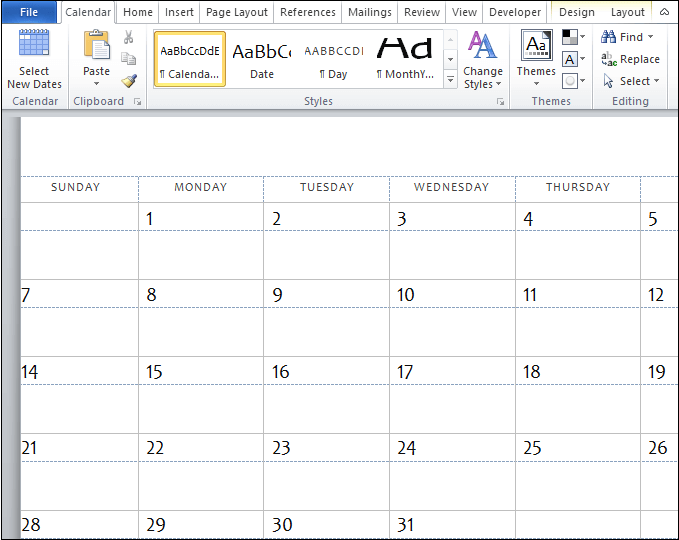 File Calendar Home Insert Page Layout References Mailings Review View Developer Design Layout
Select
New Dates
Calendar
Paste
Clipboard
AaBbCcDdE
¶ Calenda...
AaBbCc
Date
AABBCCDI
¶ Day
Ad
¶ MonthY...
Change
Styles
Styles
Aa
Themes
A
Themes
Find
Replace
Select
Editing
SUNDAY MONDAY TUESDAY WEDNESDAY THURSDAY
1 2 3 4 5
7 8 9 10 11 12
14 15 16 17 18 19
21 22 23 24 25 26
28 29 30 31